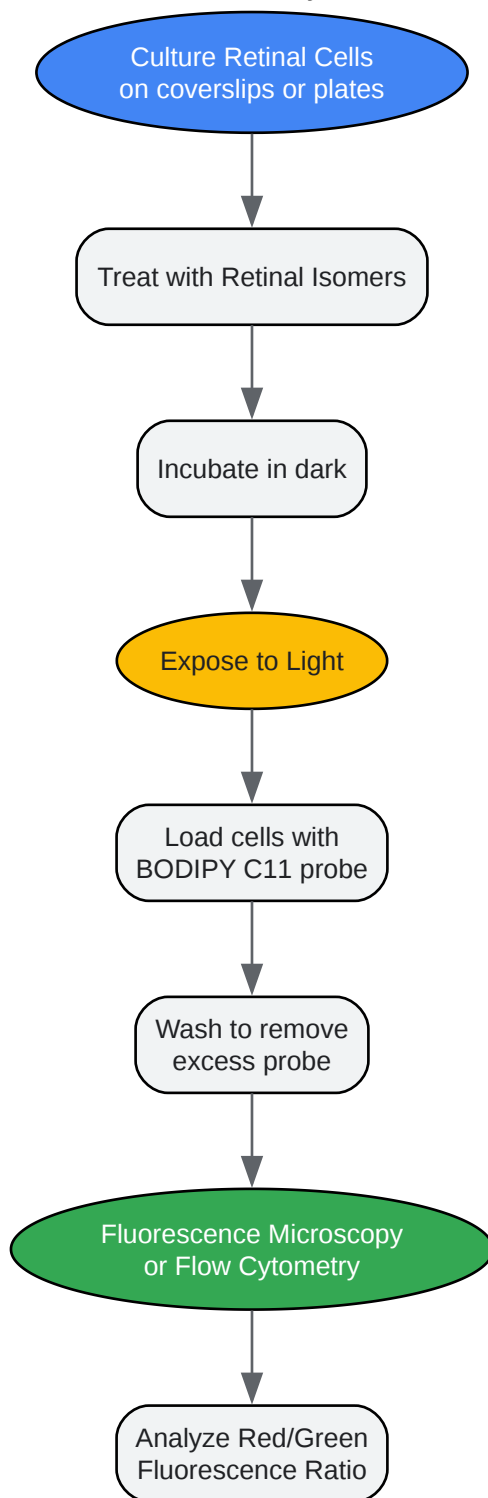 Culture Retinal Cells
on coverslips or plates
Treat with Retinal Isomers
Incubate in dark
Expose to Light
Load cells with
BODIPY C11 probe
Wash to remove
excess probe
Fluorescence Microscopy
or Flow Cytometry
Analyze Red/Green
Fluorescence Ratio